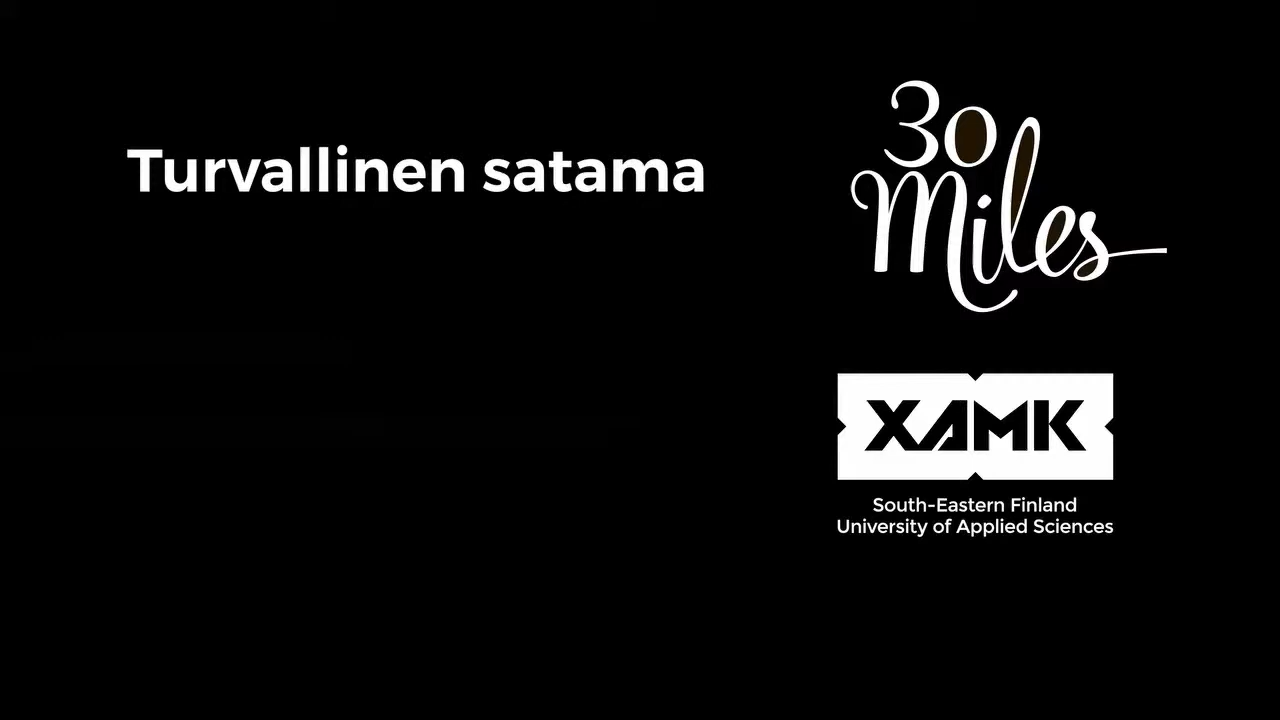 Turvallinen satama
30
Miles
XAMK
South-Eastern Finland
University of Applied Sciences